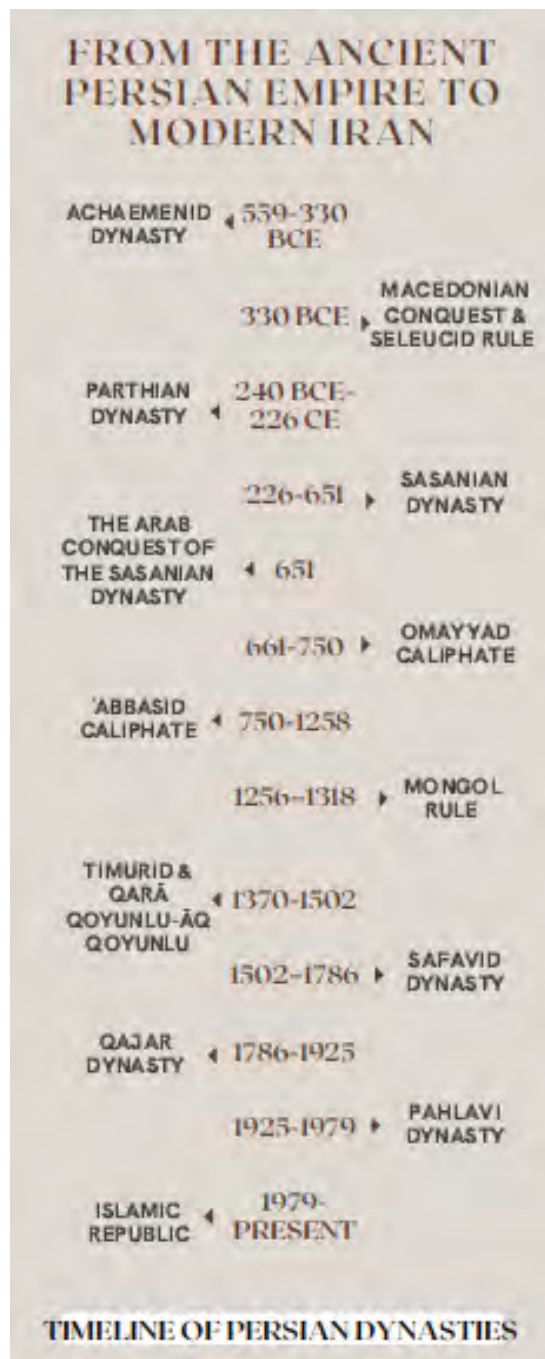 FROM THE ANCIENT
PERSIAN EMPIRE TO
MODERN IRAN
ACHAEMENID
DYNASTY
559-330
BCE
330 BCE
MACEDONIAN
CONQUEST &
SELEUCID RULE
PARTHIAN
DYNASTY
240 BCE-
226 CE
226-651
SASANIAN
DYNASTY
THE ARAB
CONQUEST OF
THE SASANIAN
DYNASTY
651
661-750
OMAYYAD
CALIPHATE
'ABBASID
CALIPHATE
750-1258
1256–1318
MONGOL
RULE
TIMURID &
QARĀ
QOYUNLU-ĀQ
QOYUNLU
1370-1502
1502–1786
SAFAVID
DYNASTY
QAJAR
DYNASTY
1786-1925
1925-1979
PAHLAVI
DYNASTY
ISLAMIC
REPUBLIC
1979-
PRESENT
TIMELINE OF PERSIAN DYNASTIES